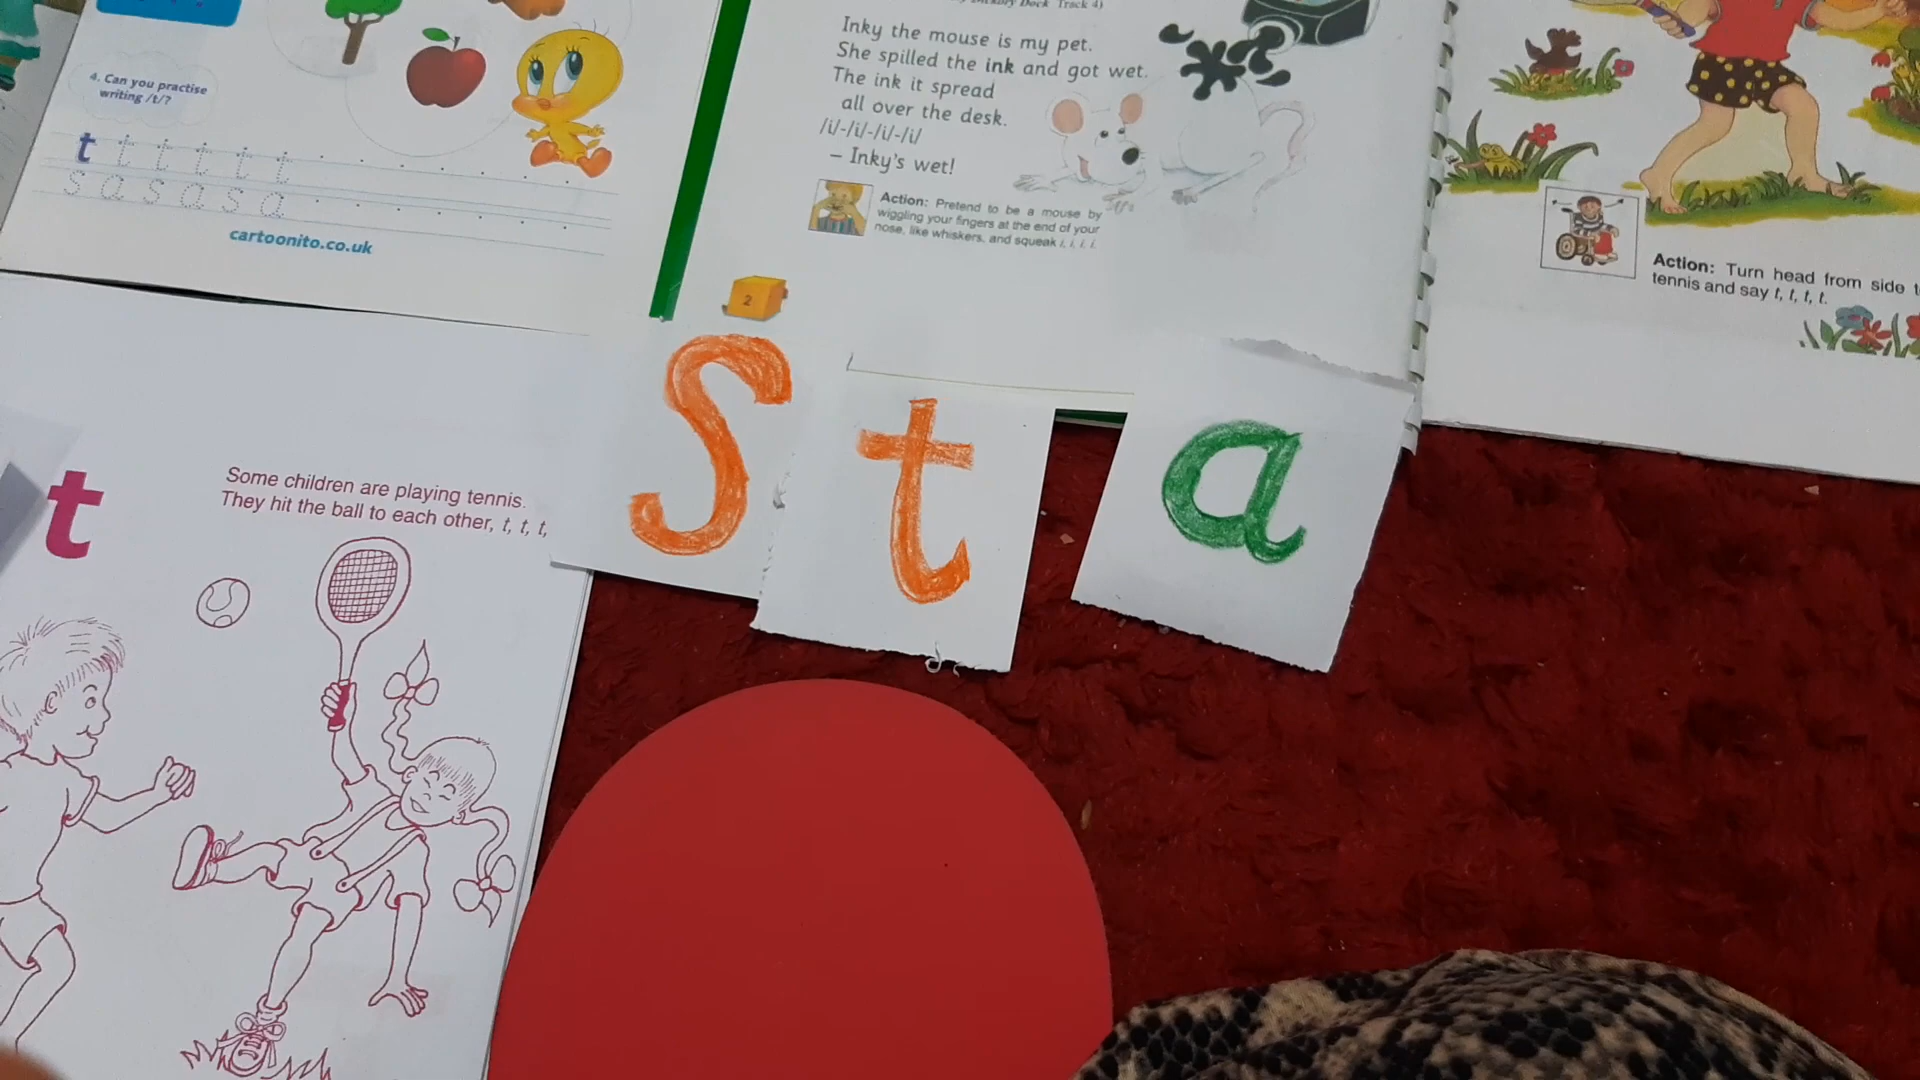 4. Can you practise
writing /t/?
t t t t t t
s a s a s a
cartoonito.co.uk
Track 4)
Inky the mouse is my pet.
She spilled the ink and got wet.
The ink it spread
all over the desk.
/i/-/i/-/i/-/i/
– Inky's wet!
Action: Pretend to be a mouse by
wiggling your fingers at the end of your
nose, like whiskers, and squeak i, i, i, i.
2
Action: Turn head from side
tennis and say t, t, t, t.
S t a
t
Some children are playing tennis.
They hit the ball to each other, t, t, t,